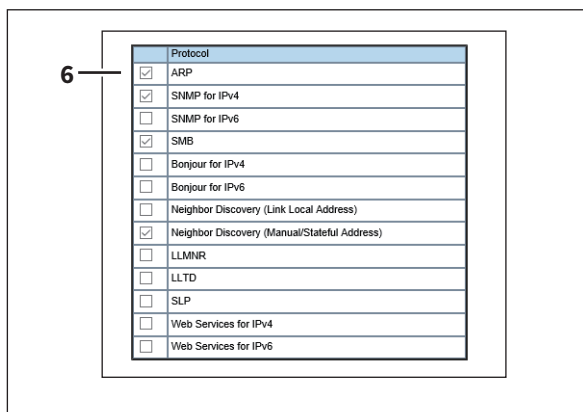 Protocol
6
ARP
SNMP for IPv4
SNMP for IPv6
SMB
Bonjour for IPv4
Bonjour for IPv6
Neighbor Discovery (Link Local Address)
Neighbor Discovery (Manual/Stateful Address)
LLMNR
LLTD
SLP
Web Services for IPv4
Web Services for IPv6